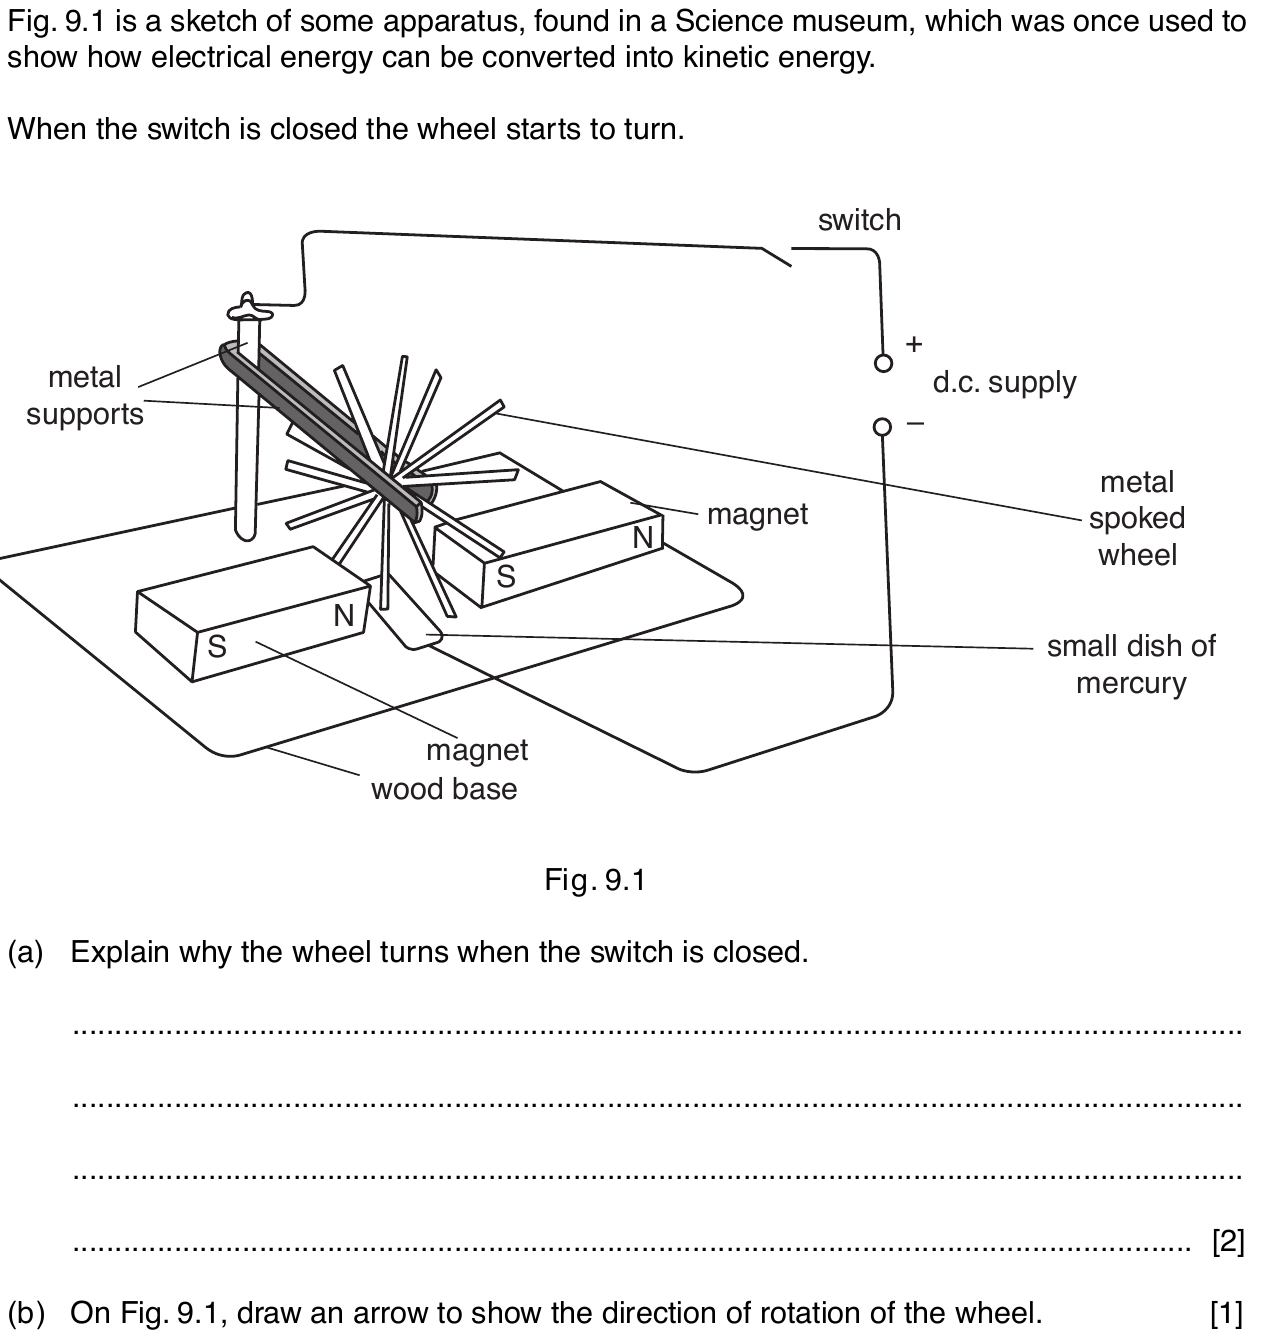 Fig. 9.1 is a sketch of some apparatus, found in a Science museum, which was once used to
show how electrical energy can be converted into kinetic energy.
When the switch is closed the wheel starts to turn.
switch
+
d.c. supply
–
metal
supports
metal
spoked
wheel
magnet
N
S
N
S
small dish of
mercury
magnet
wood base
Fig. 9.1
(a) Explain why the wheel turns when the switch is closed.
..........................................................................................................................................
..........................................................................................................................................
..........................................................................................................................................
.................................................................................................................................... [2]
(b) On Fig. 9.1, draw an arrow to show the direction of rotation of the wheel. [1]